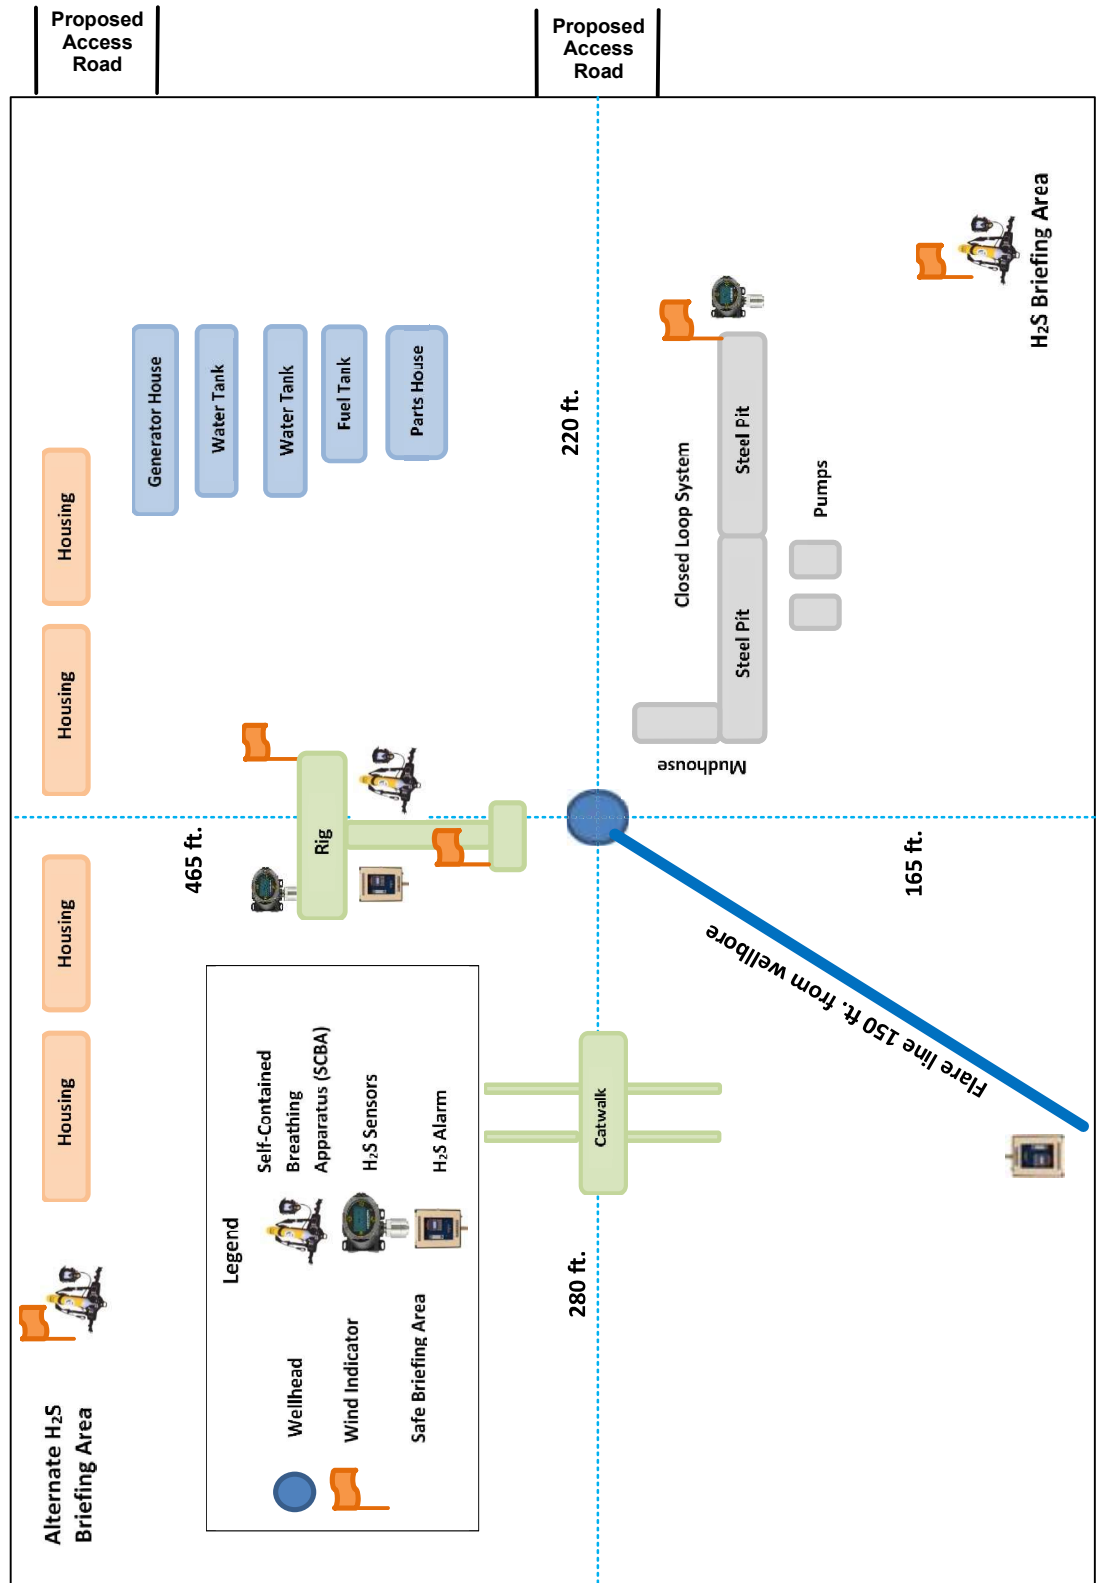 Proposed
Access
Road
Proposed
Access
Road
Housing
Housing
Housing
Housing
Generator House
Water Tank
Water Tank
Fuel Tank
Parts House
220 ft.
Closed Loop System
Steel Pit
Steel Pit
Pumps
Mudhouse
H₂S Briefing Area
465 ft.
Rig
165 ft.
Flare line 150 ft. from wellbore
Catwalk
280 ft.
Legend
Wellhead
Wind Indicator
Safe Briefing Area
Self-Contained
Breathing
Apparatus (SCBA)
H₂S Sensors
H₂S Alarm
Alternate H₂S
Briefing Area